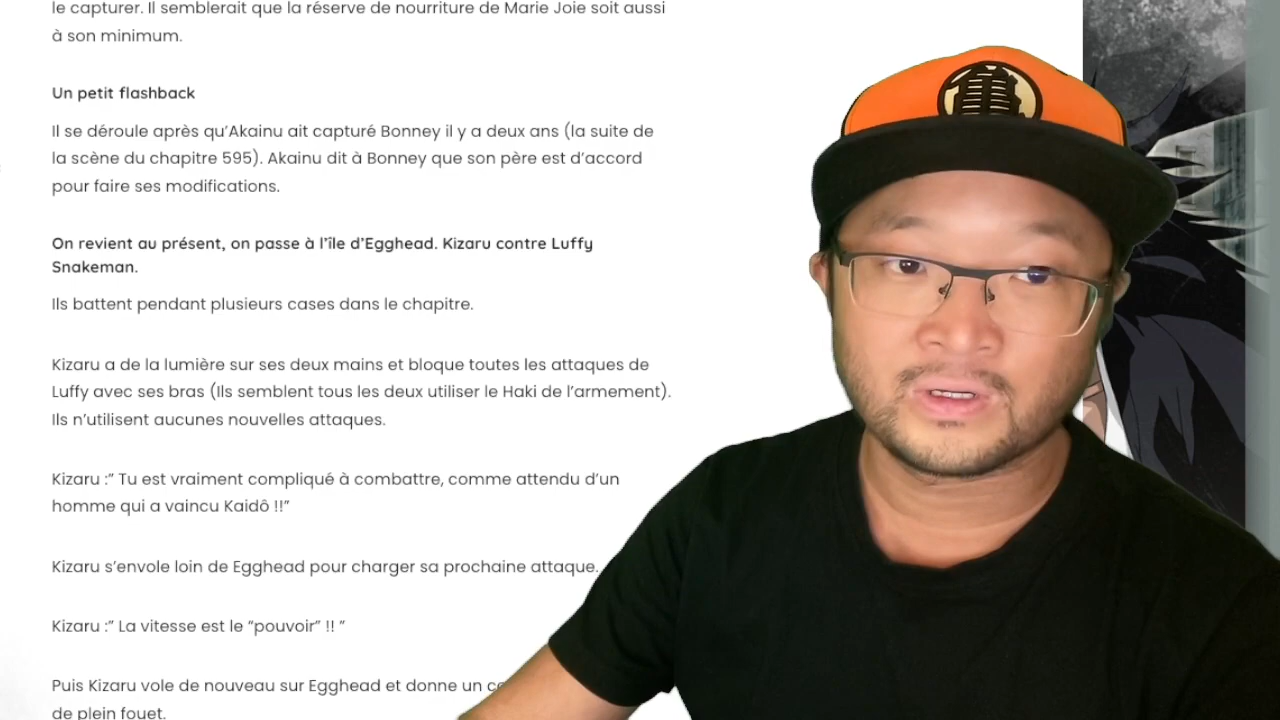 le capturer. Il semblerait que la réserve de nourriture de Marie Joie soit aussi
à son minimum.
Un petit flashback
Il se déroule après qu'Akainu ait capturé Bonney il y a deux ans (la suite de
la scène du chapitre 595). Akainu dit à Bonney que son père est d'accord
pour faire ses modifications.
On revient au présent, on passe à l'île d'Egghead. Kizaru contre Luffy
Snakeman.
Ils battent pendant plusieurs cases dans le chapitre.
Kizaru a de la lumière sur ses deux mains et bloque toutes les attaques de
Luffy avec ses bras (Ils semblent tous les deux utiliser le Haki de l'armement).
Ils n'utilisent aucunes nouvelles attaques.
Kizaru :" Tu est vraiment compliqué à combattre, comme attendu d'un
homme qui a vaincu Kaidô !!"
Kizaru s'envole loin de Egghead pour charger sa prochaine attaque.
Kizaru :" La vitesse est le "pouvoir" !! "
Puis Kizaru vole de nouveau sur Egghead et donne un
de plein fouet.